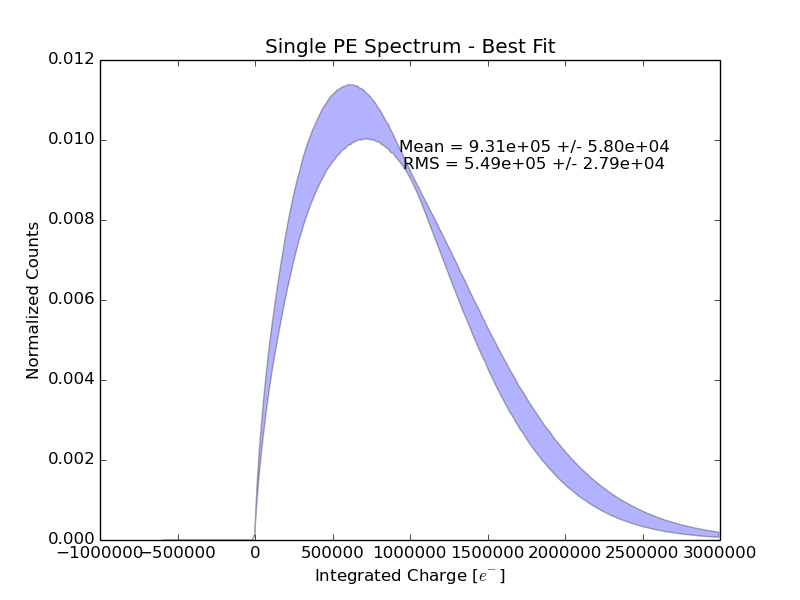 Single PE Spectrum - Best Fit
0.012
0.010
0.008
0.006
0.004
0.002
0.000
Normalized Counts
Mean = 9.31e+05 +/- 5.80e+04
RMS = 5.49e+05 +/- 2.79e+04
−1000000 −500000 0 500000 1000000 1500000 2000000 2500000 3000000
Integrated Charge [e⁻]